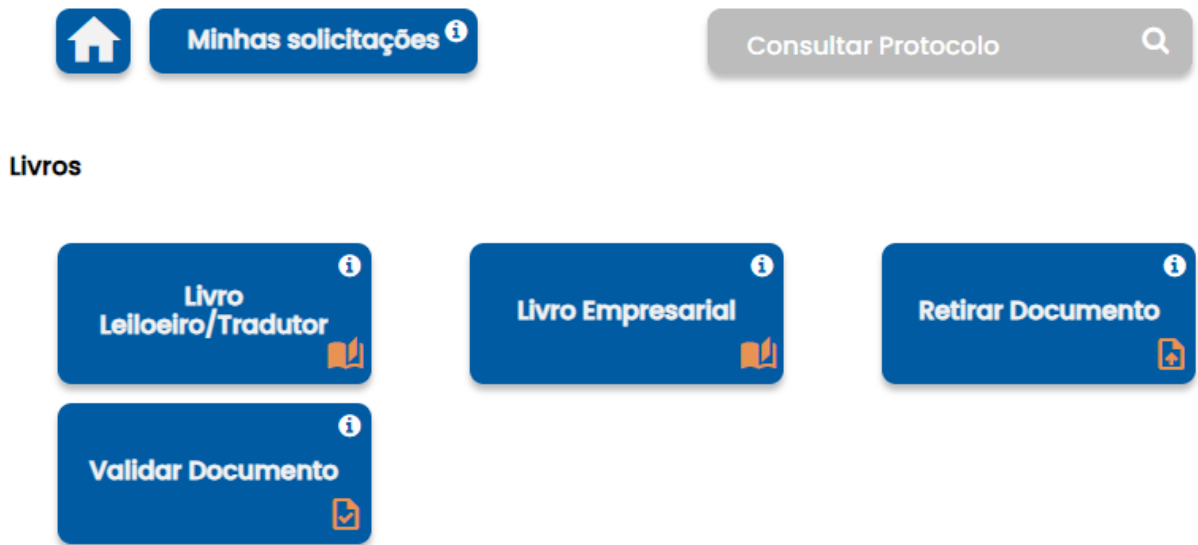 Minhas solicitações
Consultar Protocolo
Livros
Livro
Leiloeiro/Tradutor
Livro Empresarial
Retirar Documento
Validar Documento